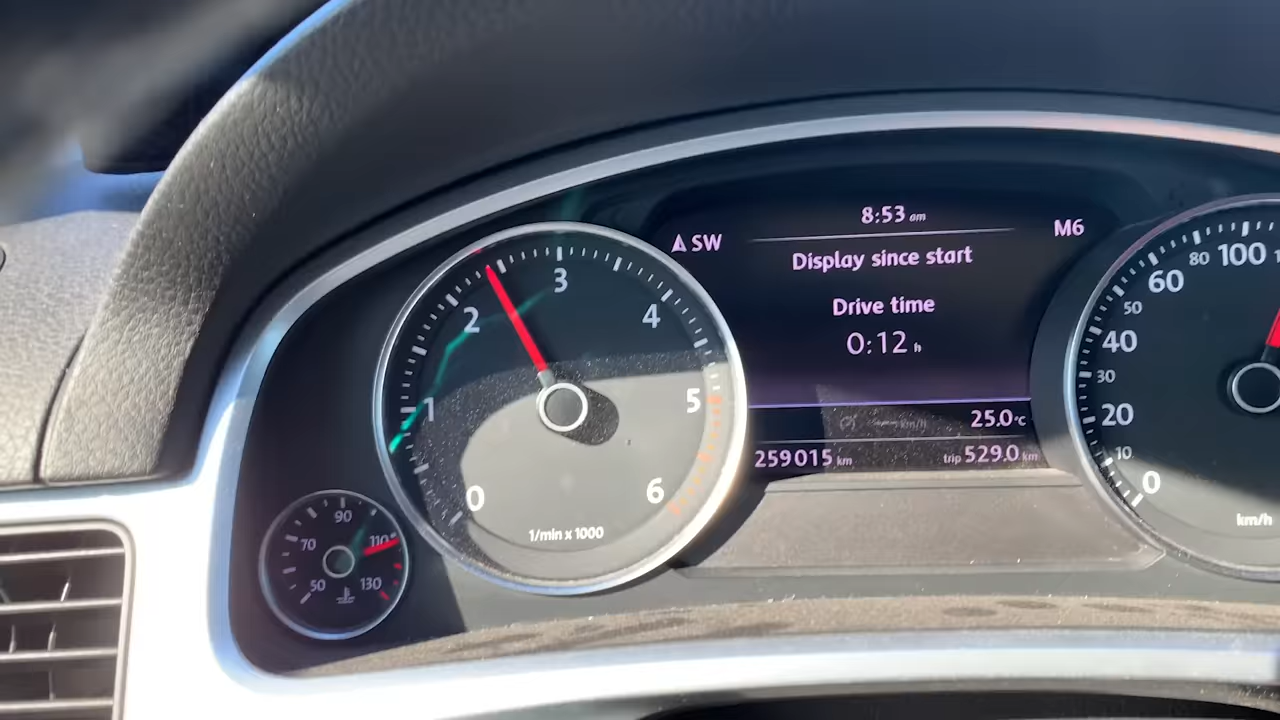 8:53 am
SW
M6
Display since start
Drive time
0:12 h
25.0 °C
km/h
259015 km
trip 529.0 km
0
1
2
3
4
5
6
1/min x 1000
50
70
90
110
130
0
10
20
30
40
50
60
80
100
km/h